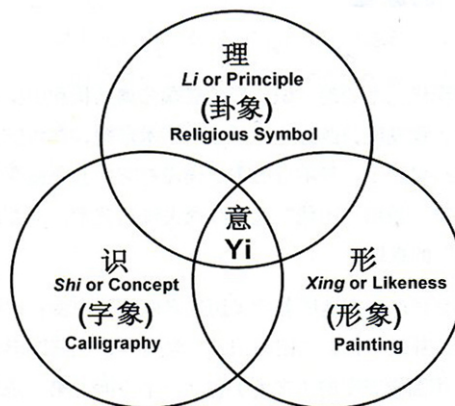 理
Li or Principle
(卦象)
Religious Symbol
意
Yi
识
Shi or Concept
(字象)
Calligraphy
形
Xing or Likeness
(形象)
Painting